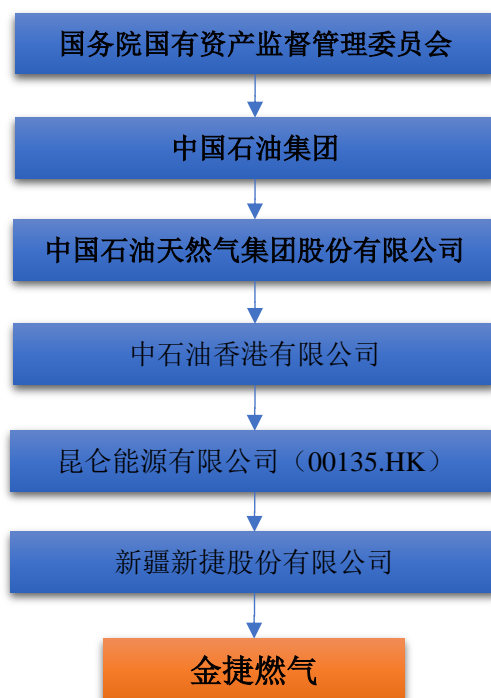 国务院国有资产监督管理委员会
中国石油集团
中国石油天然气集团股份有限公司
中石油香港有限公司
昆仑能源有限公司（00135.HK）
新疆新捷股份有限公司
金捷燃气